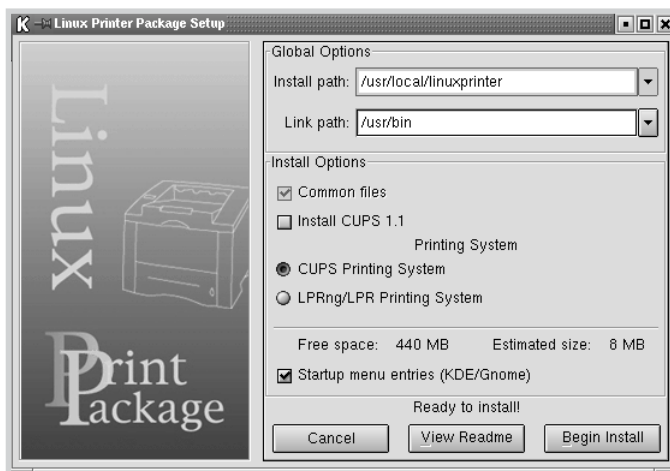 Linux Printer Package Setup
Linux
Print
Package
Global Options
Install path: /usr/local/linuxprinter
Link path: /usr/bin
Install Options
Common files
Install CUPS 1.1
Printing System
CUPS Printing System
LPRng/LPR Printing System
Free space: 440 MB Estimated size: 8 MB
Startup menu entries (KDE/Gnome)
Ready to install!
Cancel View Readme Begin Install